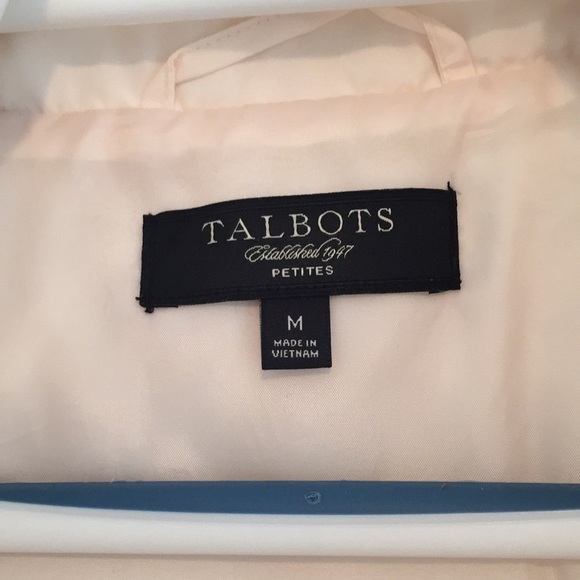 TALBOTS
Established 1947
PETITES
M
MADE IN
VIETNAM